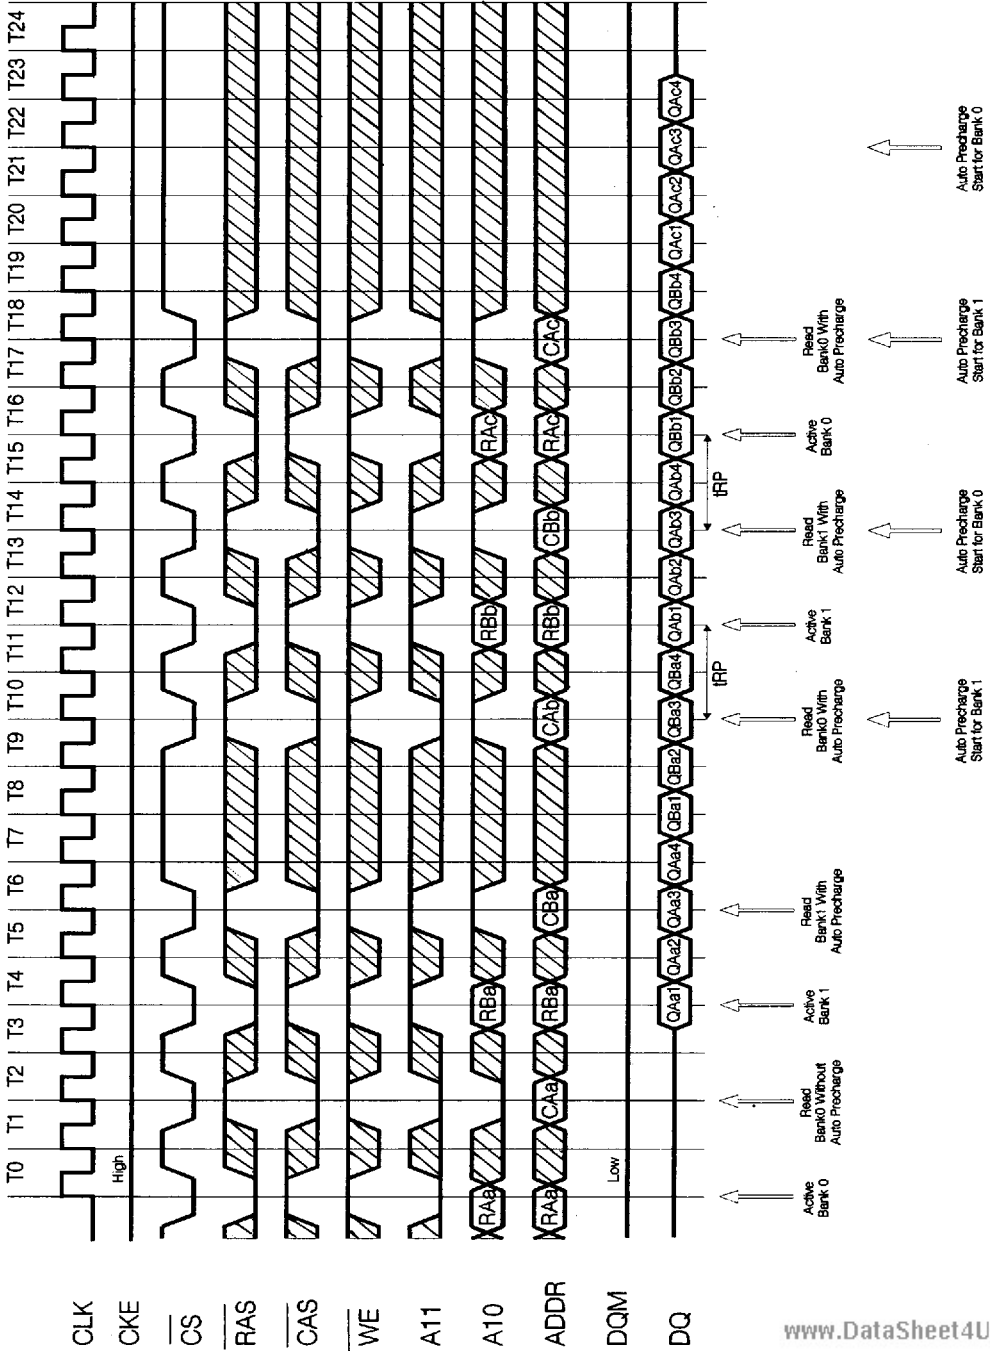 T0 T1 T2 T3 T4 T5 T6 T7 T8 T9 T10 T11 T12 T13 T14 T15 T16 T17 T18 T19 T20 T21 T22 T23 T24
CLK
CKE
High
CS
RAS
CAS
WE
A11
A10
RAa RBa RBb RAc
ADDR
RAa CAa RBa CBa CAb RBb CBb RAc CAc
DQM
Low
DQ
QAa1 QAa2 QAa3 QAa4 QBa1 QBa2 QBa3 QBa4 QAb1 QAb2 QAb3 QAb4 QBb1 QBb2 QBb3 QBb4 QAc1 QAc2 QAc3 QAc4
tRP tRP
Active
Bank 0
Read
Bank0 Without
Auto Precharge
Active
Bank 1
Read
Bank1 With
Auto Precharge
Read
Bank0 With
Auto Precharge
Active
Bank 1
Read
Bank1 With
Auto Precharge
Active
Bank 0
Read
Bank0 With
Auto Precharge
Auto Precharge
Start for Bank 1
Auto Precharge
Start for Bank 0
Auto Precharge
Start for Bank 1
Auto Precharge
Start for Bank 0
www.DataSheet4U